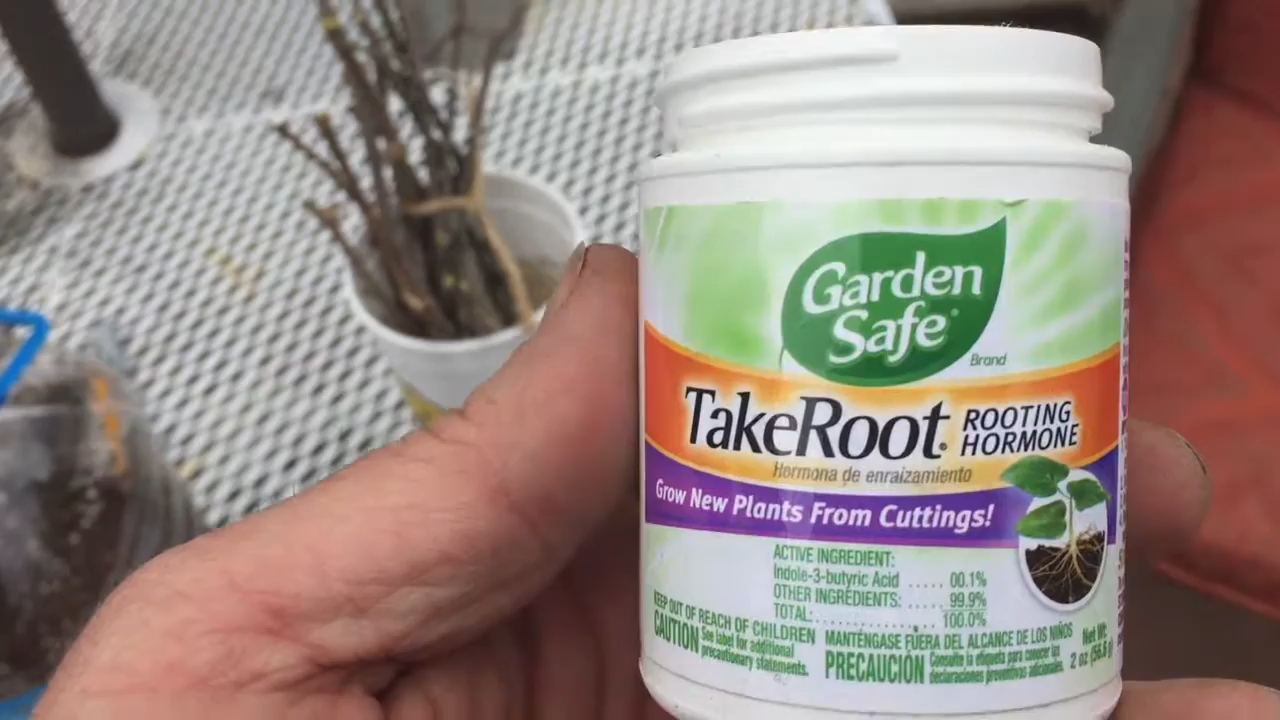 Garden
Safe®
Brand
TakeRoot® ROOTING
HORMONE
Hormona de enraizamiento
Grow New Plants From Cuttings!
ACTIVE INGREDIENT:
Indole-3-butyric Acid ..... 00.1%
OTHER INGREDIENTS: ..... 99.9%
TOTAL: ................ 100.0%
KEEP OUT OF REACH OF CHILDREN
CAUTION See label for additional
precautionary statements.
MANTÉNGASE FUERA DEL ALCANCE DE LOS NIÑOS
PRECAUCIÓN Consulte la etiqueta para conocer las
declaraciones preventivas adicionales.
Net Wt
2 oz (56.6 g)